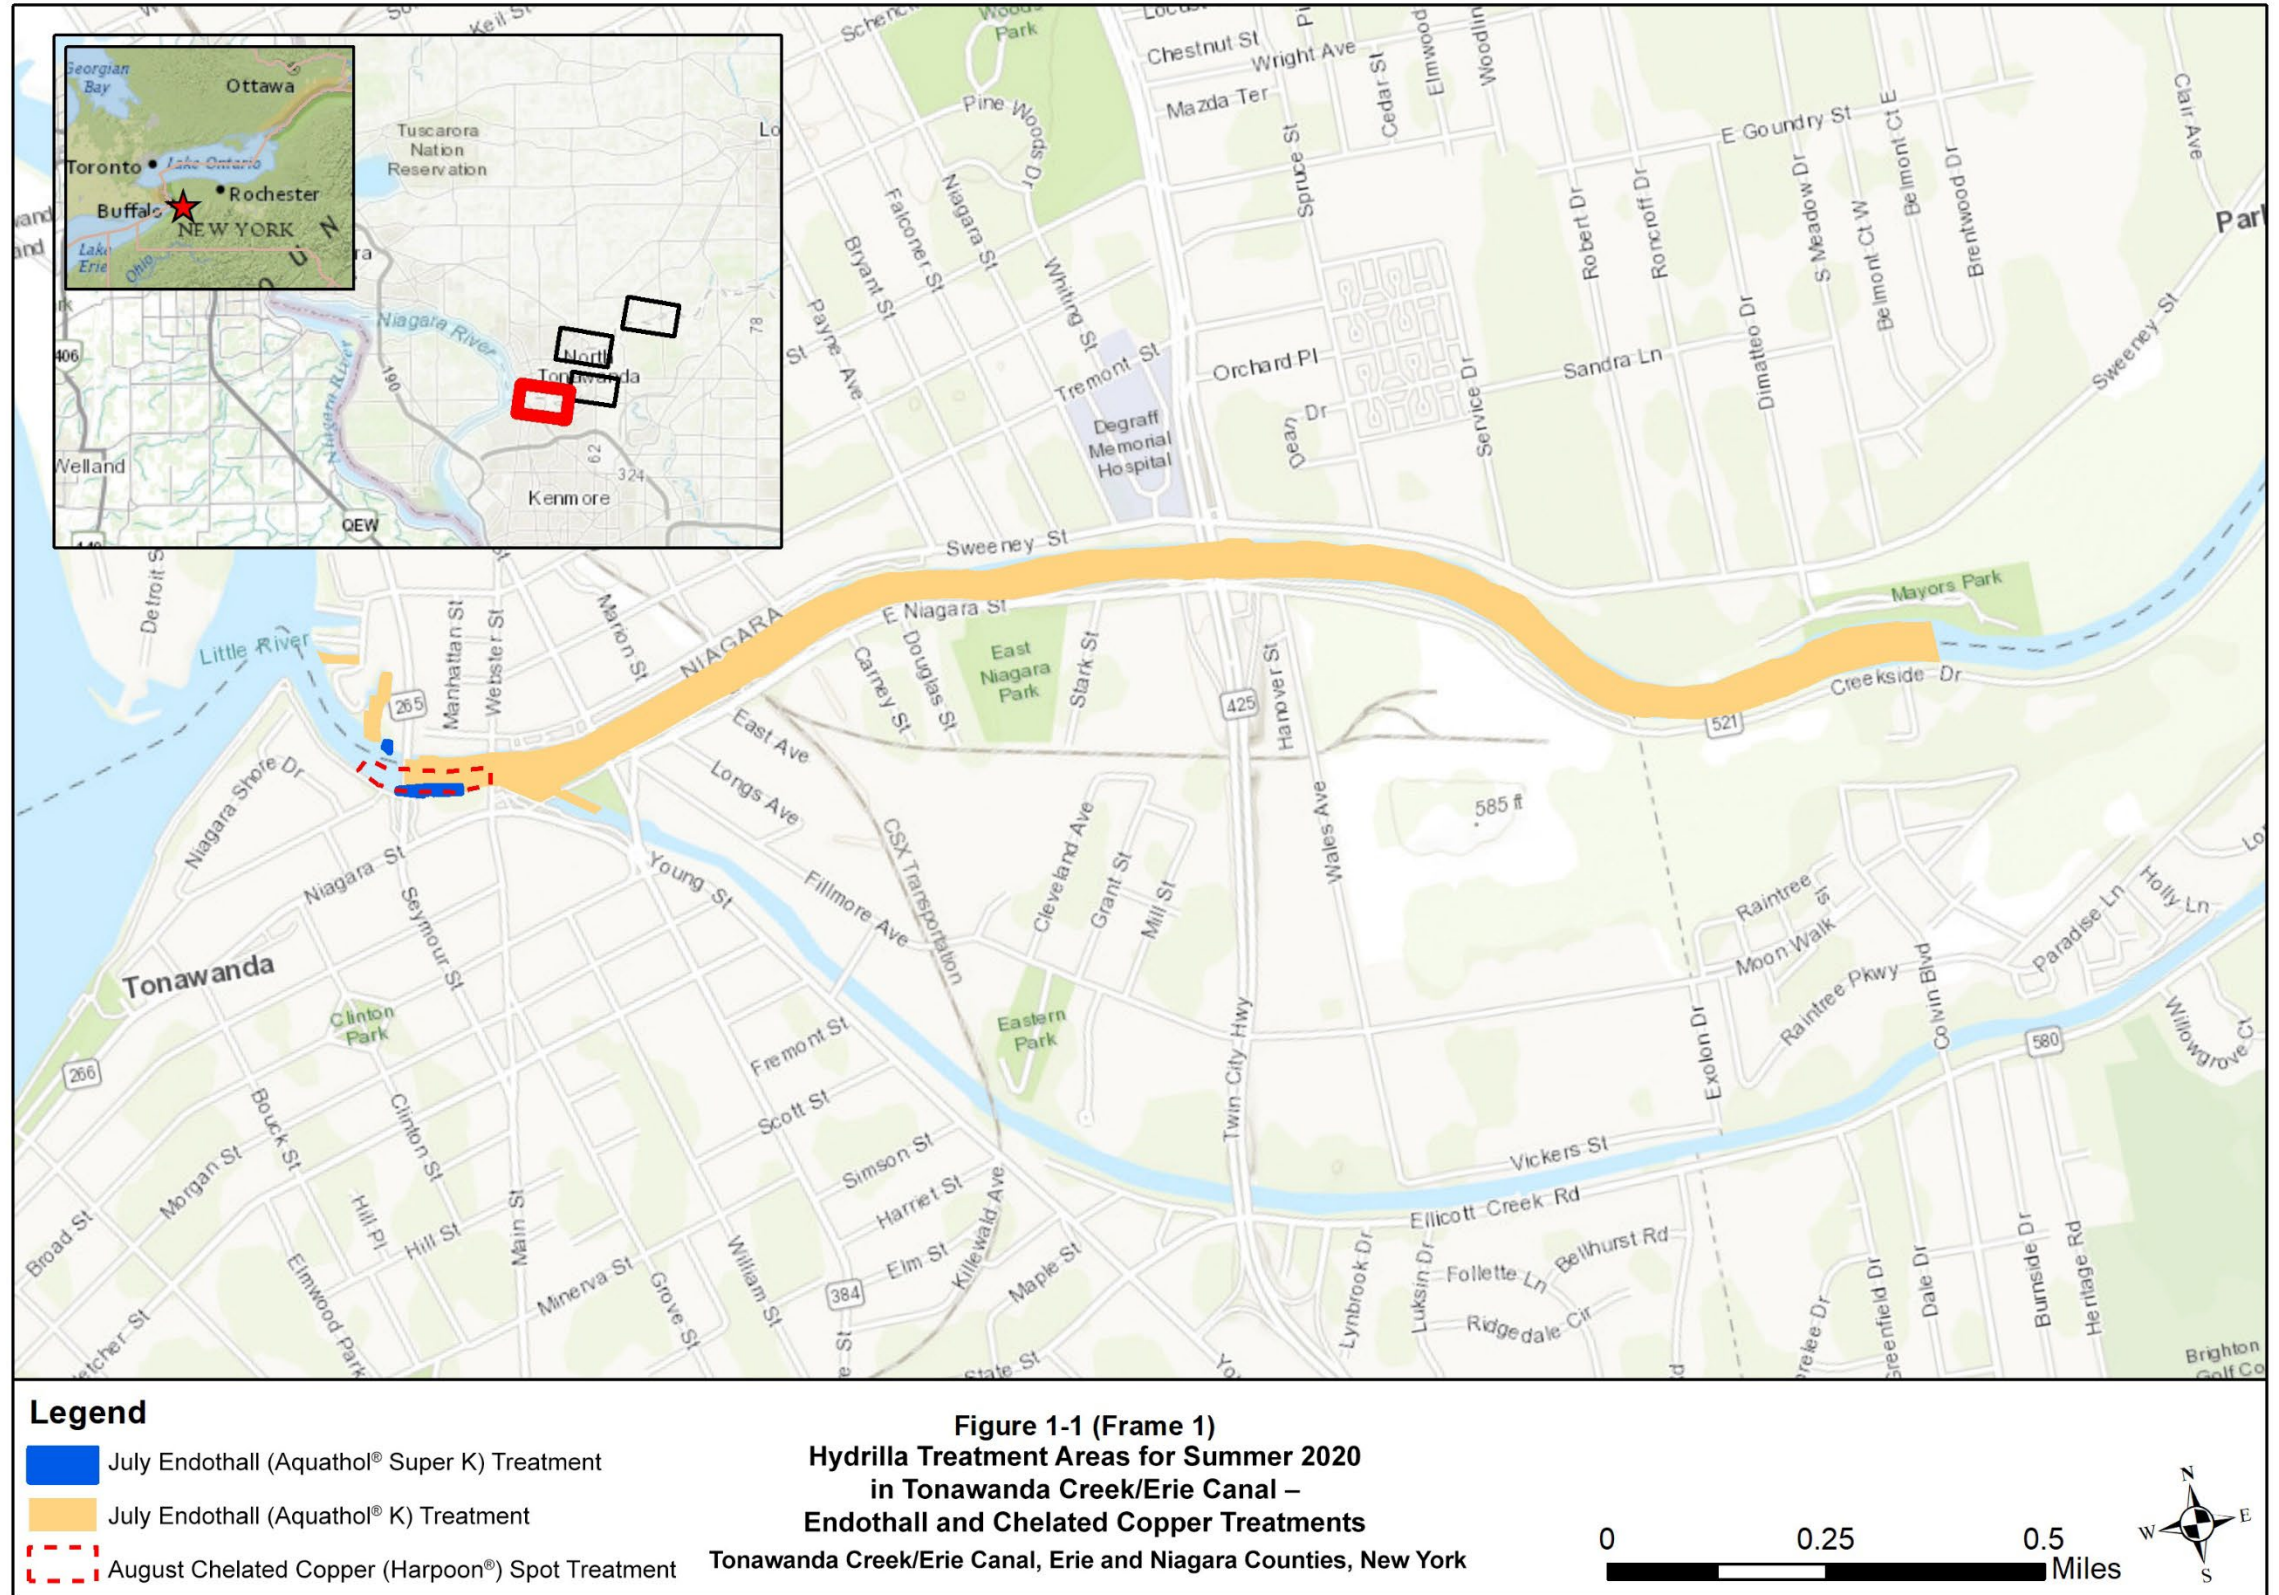 Woods
Park
Keil St
Locust
Chestnut St
Wright Ave
Mazda Ter
Cedar St
Elmwood
Pine Woods Dr
E Goundry St
Clair Ave
Spruce St
Robert Dr
Roncroff Dr
S Meadow Dr
Belmont Ct W
Belmont Ct E
Brentwood Dr
Dimatteo Dr
Sweeney St
Niagara St
Falconer St
Bryant St
Payne Ave
Whiting St
Tremont St
Orchard Pl
Sandra Ln
Service Dr
Dean Dr
Degraff
Memorial
Hospital
Georgian
Bay
Ottawa
Toronto
Lake Ontario
Rochester
Buffalo
NEW YORK
Lake
Erie
Ohio
Tuscarora
Nation
Reservation
Niagara River
Niagara River
190
406
78
North
Tonawanda
62
324
Welland
Kenmore
QEW
Sweeney St
Mayors Park
Detroit S
Little River
Manhattan St
Webster St
Marion St
NIAGARA
E Niagara St
265
Carney St
Douglas St
East
Niagara
Park
Stark St
425
Hanover St
521
Creekside Dr
East Ave
Longs Ave
Niagara Shore Dr
Niagara St
Seymour St
Young St
Fillmore Ave
CSX Transportation
Cleveland Ave
Grant St
Mill St
Wales Ave
585 ft
Raintree Is
Moon Walk
Raintree Pkwy
Colvin Blvd
Paradise Ln
Holly Ln
Willowgrove Ct
580
Tonawanda
Clinton
Park
266
Eastern
Park
Twin City Hwy
Exolon Dr
Fremont St
Scott St
Simson St
Harriet St
Elm St
Killewald Ave
Maple St
Vickers St
Ellicott Creek Rd
Bouck St
Clinton St
Morgan St
Broad St
Hill Pl
Hill St
Main St
Elmwood Park
Minerva St
Grove St
William St
384
State St
Lynbrook Dr
Luksin Dr
Follette Ln
Bellhurst Rd
Ridgedale Cir
Greenfield Dr
Dale Dr
Burnside Dr
Heritage Rd
Brighton
Golf Co
Legend
July Endothall (Aquathol® Super K) Treatment
July Endothall (Aquathol® K) Treatment
August Chelated Copper (Harpoon®) Spot Treatment
Figure 1-1 (Frame 1)
Hydrilla Treatment Areas for Summer 2020
in Tonawanda Creek/Erie Canal –
Endothall and Chelated Copper Treatments
Tonawanda Creek/Erie Canal, Erie and Niagara Counties, New York
0 0.25 0.5
Miles
N
W E
S